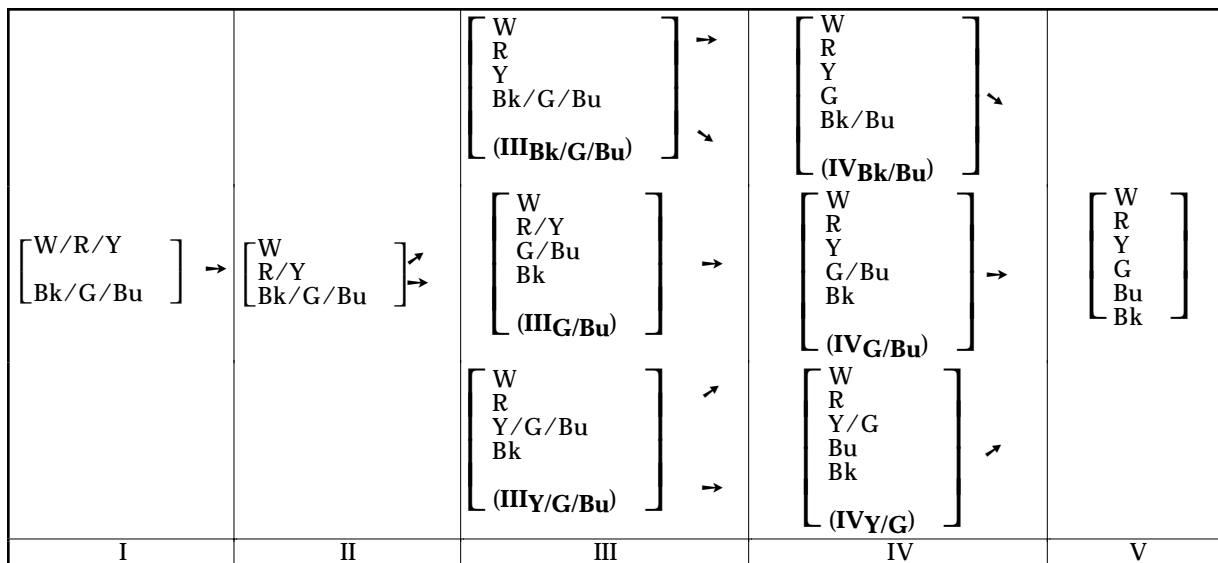 W/R/Y
Bk/G/Bu
W
R/Y
Bk/G/Bu
W
R
Y
Bk/G/Bu
(IIIBk/G/Bu)
W
R/Y
G/Bu
Bk
(IIIG/Bu)
W
R
Y/G/Bu
Bk
(IIIY/G/Bu)
W
R
Y
G
Bk/Bu
(IVBk/Bu)
W
R
Y
G/Bu
Bk
(IVG/Bu)
W
R
Y/G
Bu
Bk
(IVY/G)
W
R
Y
G
Bu
Bk
I II III IV V